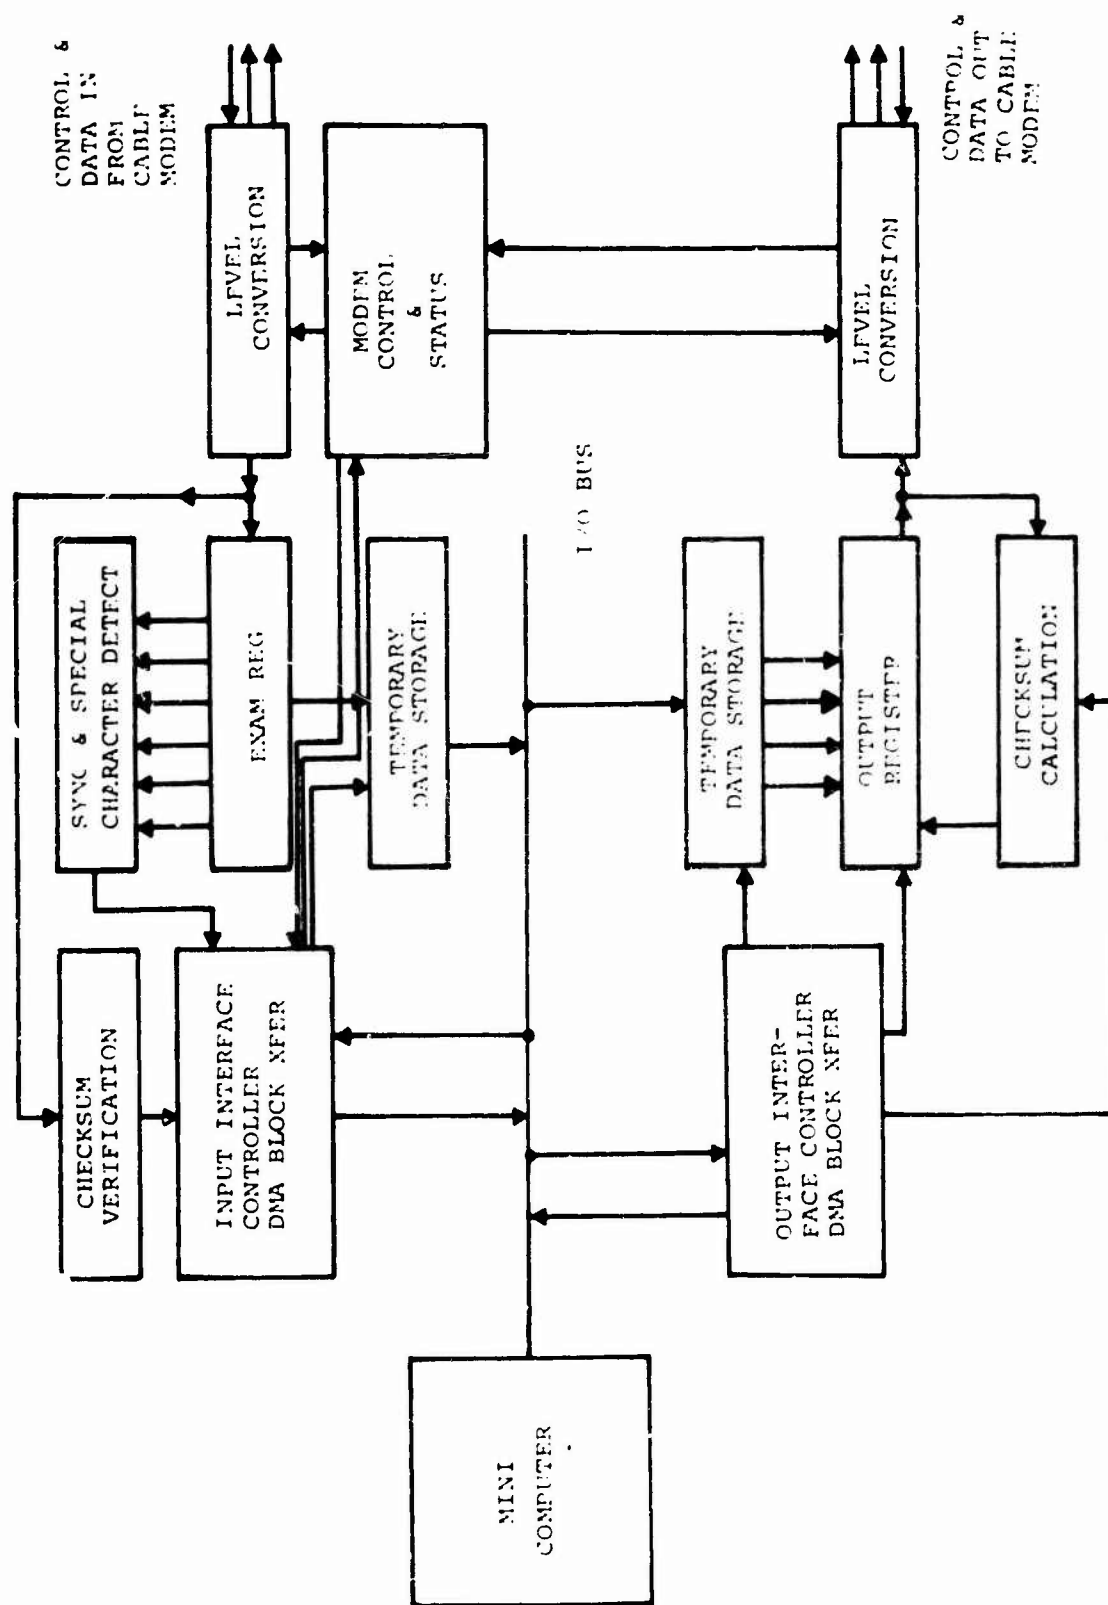 CONTROL &
DATA IN
FROM
CABLE
MODEM
LEVEL
CONVERSION
MODEM
CONTROL
&
STATUS
SYNC & SPECIAL
CHARACTER DETECT
EXAM REG
TEMPORARY
DATA STORAGE
CHECKSUM
VERIFICATION
INPUT INTERFACE
CONTROLLER
DMA BLOCK XFER
I/O BUS
MINI
COMPUTER
OUTPUT INTER-
FACE CONTROLLER
DMA BLOCK XFER
TEMPORARY
DATA STORAGE
OUTPUT
REGISTER
CHECKSUM
CALCULATION
LEVEL
CONVERSION
CONTROL &
DATA OUT
TO CABLE
MODEM